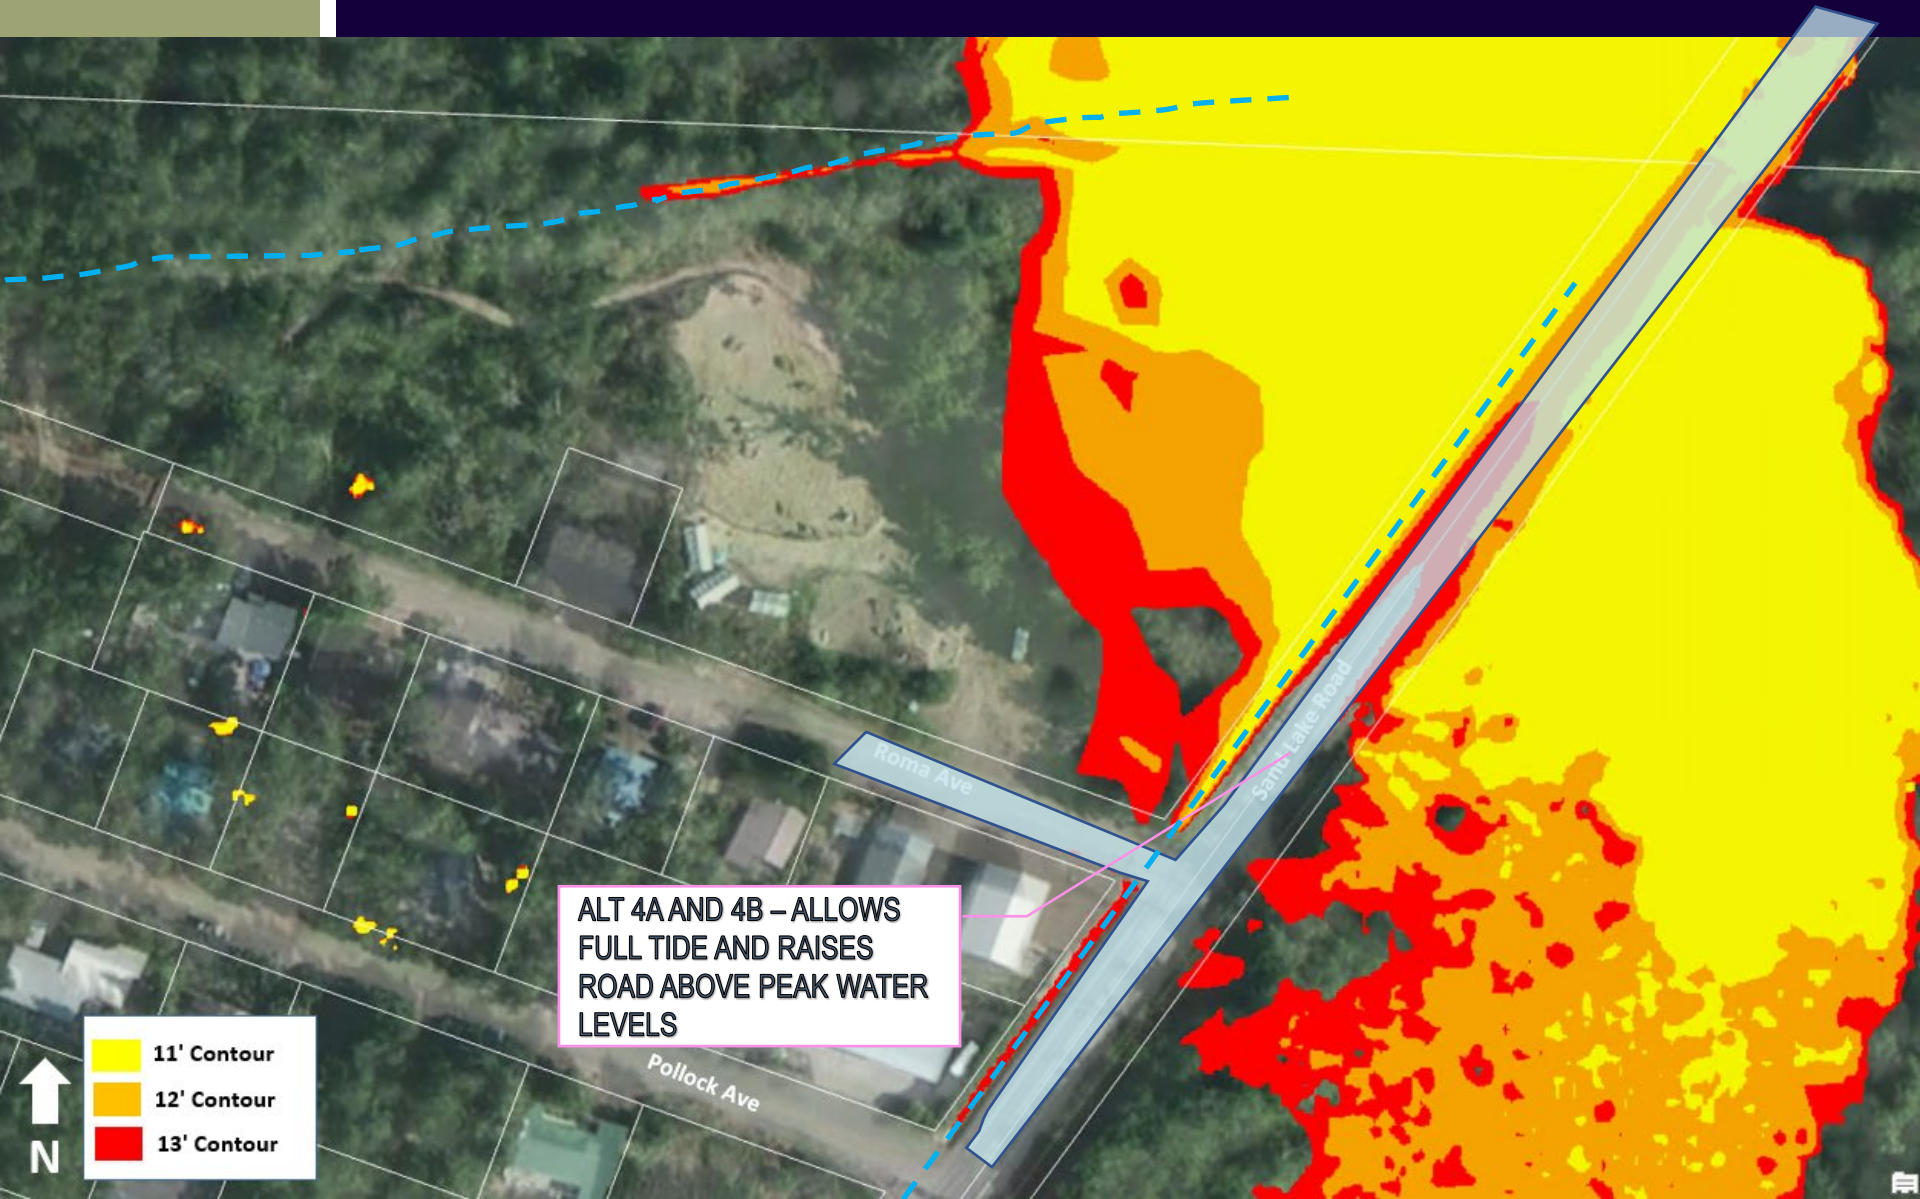 Roma Ave
Sand Lake Road
ALT 4A AND 4B – ALLOWS
FULL TIDE AND RAISES
ROAD ABOVE PEAK WATER
LEVELS
Pollock Ave
11' Contour
12' Contour
13' Contour
N